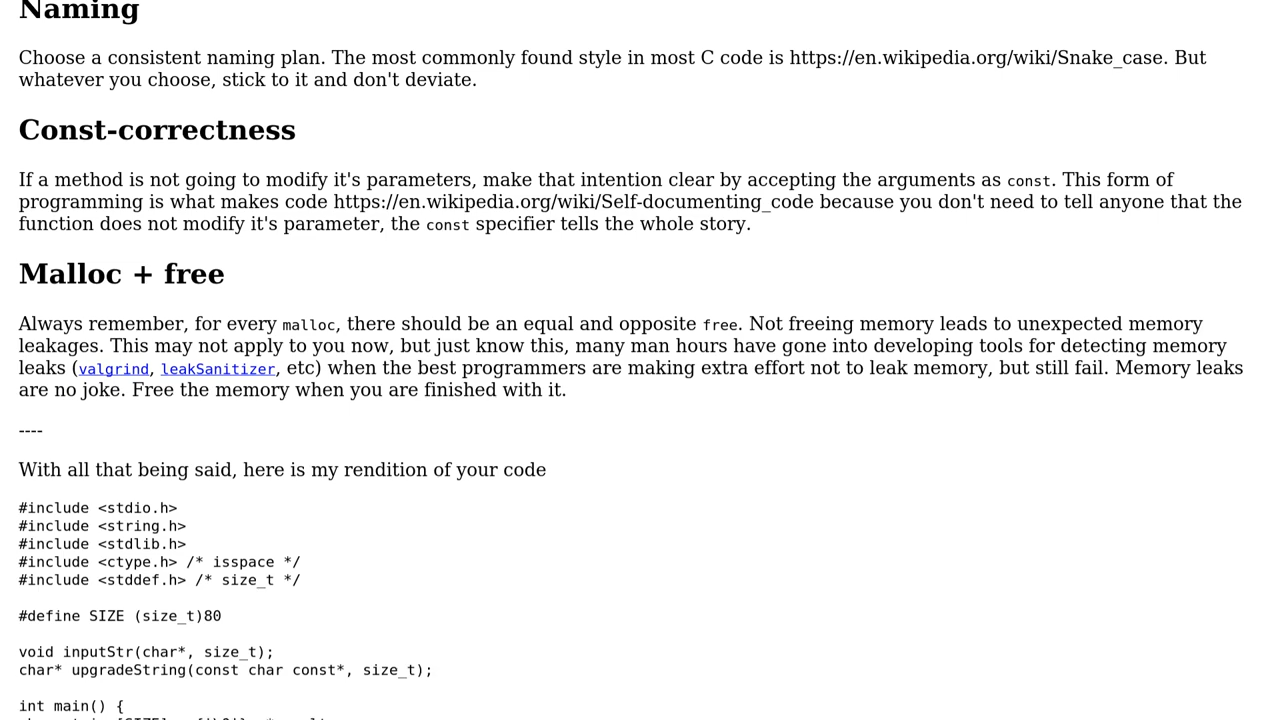 Naming
Choose a consistent naming plan. The most commonly found style in most C code is https://en.wikipedia.org/wiki/Snake_case. But
whatever you choose, stick to it and don't deviate.
Const-correctness
If a method is not going to modify it's parameters, make that intention clear by accepting the arguments as const. This form of
programming is what makes code https://en.wikipedia.org/wiki/Self-documenting_code because you don't need to tell anyone that the
function does not modify it's parameter, the const specifier tells the whole story.
Malloc + free
Always remember, for every malloc, there should be an equal and opposite free. Not freeing memory leads to unexpected memory
leakages. This may not apply to you now, but just know this, many man hours have gone into developing tools for detecting memory
leaks (valgrind, leakSanitizer, etc) when the best programmers are making extra effort not to leak memory, but still fail. Memory leaks
are no joke. Free the memory when you are finished with it.
----
With all that being said, here is my rendition of your code
#include <stdio.h>
#include <string.h>
#include <stdlib.h>
#include <ctype.h> /* isspace */
#include <stddef.h> /* size_t */
#define SIZE (size_t)80
void inputStr(char*, size_t);
char* upgradeString(const char const*, size_t);
int main() {